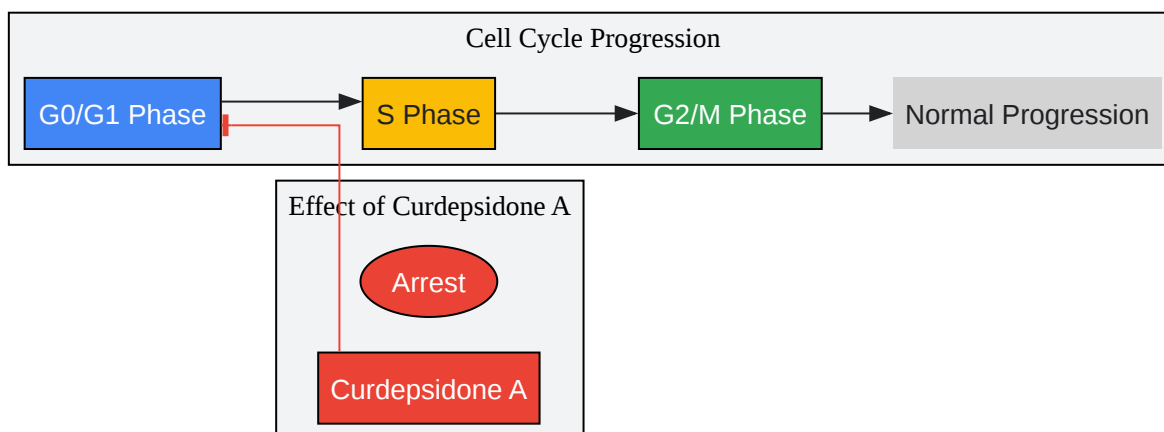 Cell Cycle Progression
G0/G1 Phase
S Phase
G2/M Phase
Normal Progression
Effect of Curdepsidone A
Arrest
Curdepsidone A